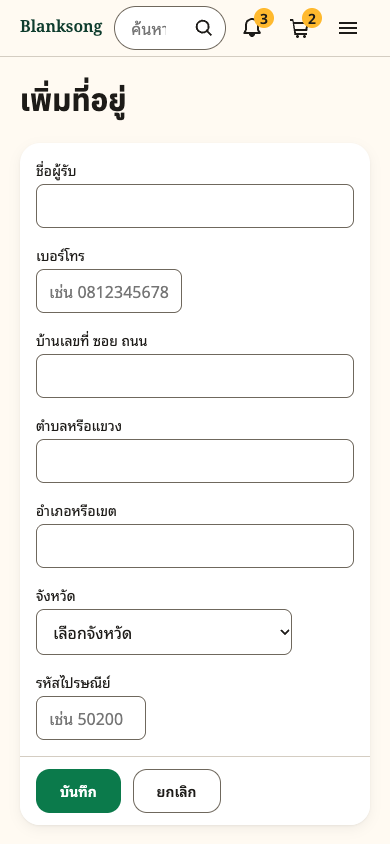 Blanksong
ค้นหา
3
2
เพิ่มที่อยู่
ชื่อผู้รับ
เบอร์โทร
เช่น 0812345678
บ้านเลขที่ ซอย ถนน
ตำบลหรือแขวง
อำเภอหรือเขต
จังหวัด
เลือกจังหวัด
รหัสไปรษณีย์
เช่น 50200
บันทึก
ยกเลิก